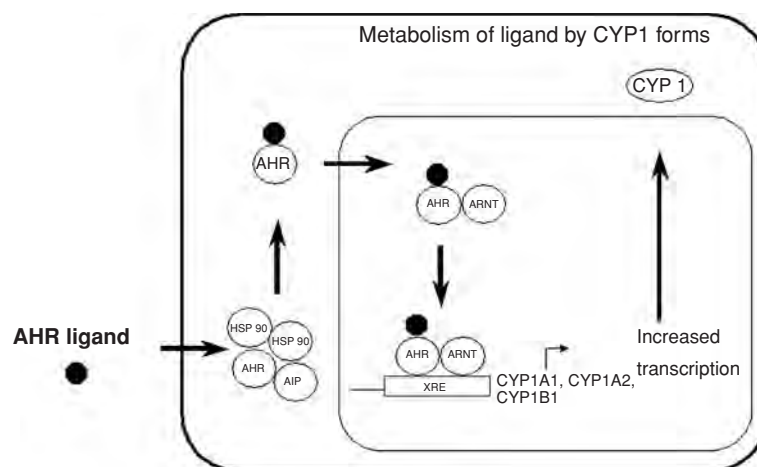 Metabolism of ligand by CYP1 forms
CYP 1
AHR
AHR
ARNT
AHR ligand
HSP 90
HSP 90
AHR
AIP
AHR
ARNT
XRE
CYP1A1, CYP1A2,
CYP1B1
Increased
transcription